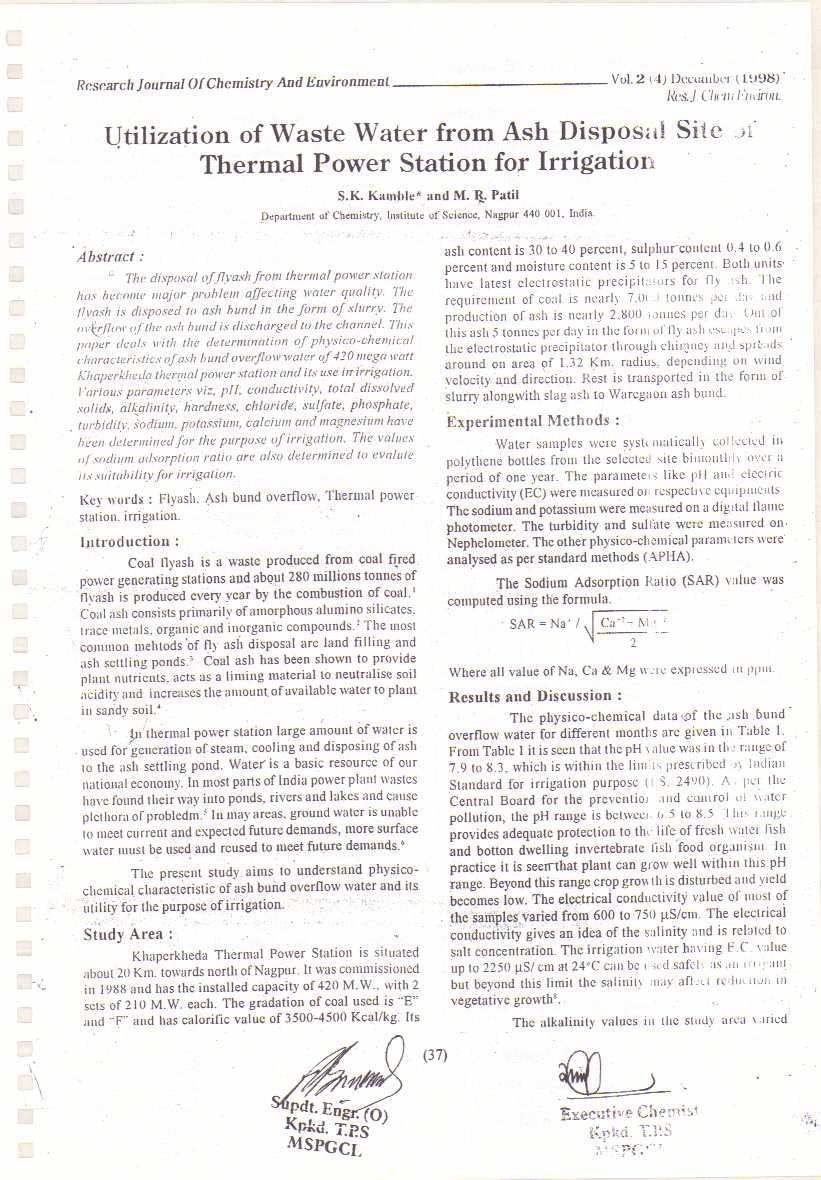 Research Journal Of Chemistry And Environment Vol. 2 (4) December (1998)
Res. J. Chem Environ.
Utilization of Waste Water from Ash Disposal Site of
Thermal Power Station for Irrigation
S.K. Kamble* and M. R. Patil
Department of Chemistry, Institute of Science, Nagpur 440 001, India.
Abstract :
The disposal of flyash from thermal power station
has become major problem affecting water quality. The
flyash is disposed to ash bund in the form of slurry. The
overflow of the ash bund is discharged to the channel. This
paper deals with the determination of physico-chemical
characteristics of ash bund overflow water of 420 mega watt
Khaperkheda thermal power station and its use in irrigation.
Various parameters viz, pH, conductivity, total dissolved
solids, alkalinity, hardness, chloride, sulfate, phosphate,
turbidity, sodium, potassium, calcium and magnesium have
been determined for the purpose of irrigation. The values
of sodium adsorption ratio are also determined to evalute
its suitability for irrigation.
Key words : Flyash, Ash bund overflow, Thermal power
station, irrigation.
Introduction :
Coal flyash is a waste produced from coal fired
power generating stations and about 280 millions tonnes of
flyash is produced every year by the combustion of coal.¹
Coal ash consists primarily of amorphous alumino silicates,
trace metals, organic and inorganic compounds.² The most
common mehtods of fly ash disposal are land filling and
ash settling ponds.³ Coal ash has been shown to provide
plant nutrients, acts as a liming material to neutralise soil
acidity and increases the amount of available water to plant
in sandy soil.⁴
In thermal power station large amount of water is
used for generation of steam, cooling and disposing of ash
to the ash settling pond. Water is a basic resource of our
national economy. In most parts of India power plant wastes
have found their way into ponds, rivers and lakes and cause
plethora of probledm.⁵ In may areas, ground water is unable
to meet current and expected future demands, more surface
water must be used and reused to meet future demands.⁶
The present study aims to understand physico-
chemical characteristic of ash bund overflow water and its
utility for the purpose of irrigation.
Study Area :
Khaperkheda Thermal Power Station is situated
about 20 Km. towards north of Nagpur. It was commissioned
in 1988 and has the installed capacity of 420 M.W., with 2
sets of 210 M.W. each. The gradation of coal used is “E”
and “F” and has calorific value of 3500-4500 Kcal/kg. Its
ash content is 30 to 40 percent, sulphur content 0.4 to 0.6
percent and moisture content is 5 to 15 percent. Both units
have latest electrostatic precipitators for fly ash. The
requirement of coal is nearly tonnes per day and
production of ash is nearly 2,800 tonnes per day. Out of
this ash 5 tonnes per day in the form of fly ash escapes from
the electrostatic precipitator through chimney and spreads
around on area of 1.32 Km. radius, depending on wind
velocity and direction. Rest is transported in the form of
slurry alongwith slag ash to Waregaon ash bund.
Experimental Methods :
Water samples were systematically collected in
polythene bottles from the selected site bimonthly over a
period of one year. The parameters like pH and electric
conductivity (EC) were measured on respective equipments
The sodium and potassium were measured on a digital flame
photometer. The turbidity and sulfate were measured on
Nephelometer. The other physico-chemical parameters were
analysed as per standard methods (APHA).
The Sodium Adsorption Ratio (SAR) value was
computed using the formula.
SAR = Na⁺ / √ Ca⁺²+ Mg⁺²
2
Where all value of Na, Ca & Mg were expressed in ppm.
Results and Discussion :
The physico-chemical data of the ash bund
overflow water for different months are given in Table 1.
From Table 1 it is seen that the pH value was in the range of
7.9 to 8.3, which is within the limits prescribed by Indian
Standard for irrigation purpose (I.S. 2490). As per the
Central Board for the prevention and control of water
pollution, the pH range is between 6.5 to 8.5. This range
provides adequate protection to the life of fresh water fish
and botton dwelling invertebrate fish food organism. In
practice it is seen that plant can grow well within this pH
range. Beyond this range crop growth is disturbed and yield
becomes low. The electrical conductivity value of most of
the samples varied from 600 to 750 µS/cm. The electrical
conductivity gives an idea of the salinity and is related to
salt concentration. The irrigation water having E.C. value
up to 2250 µS/ cm at 24°C can be used safely as an irrigant
but beyond this limit the salinity may affect reduction in
vegetative growth⁸.
The alkalinity values in the study area varied
(37)
Supdt. Engr. (O)
Kpkd. T.P.S
MSPGCL
Executive Chemist
Kpkd. T.P.S
MSPGCL